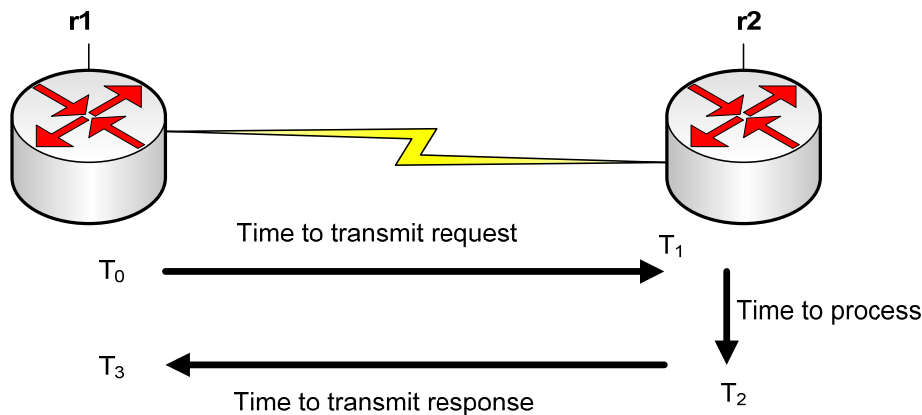 r1
r2
Time to transmit request
T₀
T₁
Time to process
T₃
T₂
Time to transmit response